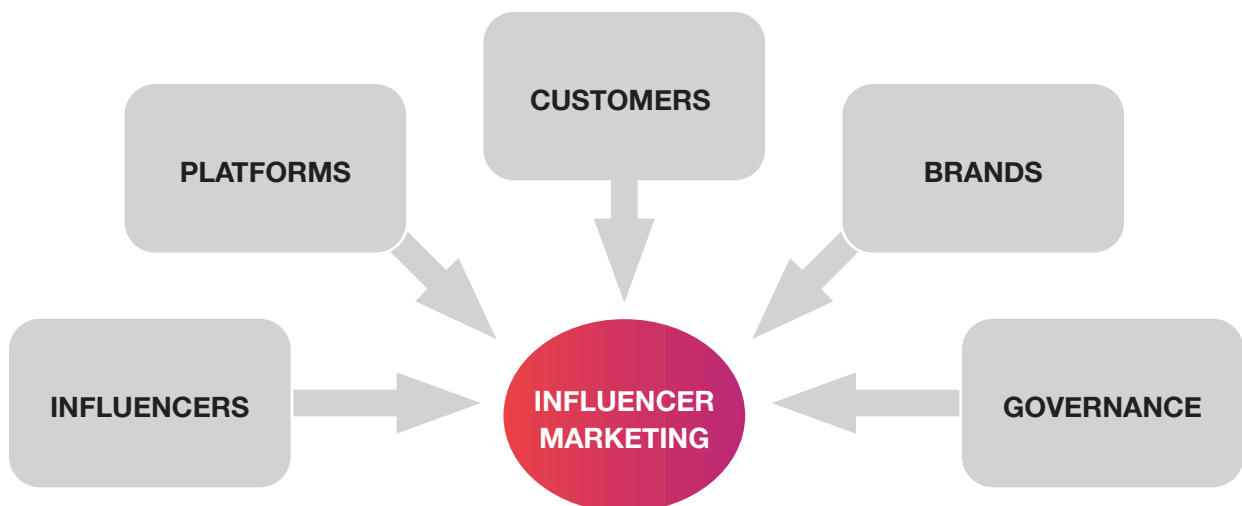 CUSTOMERS
PLATFORMS
BRANDS
INFLUENCERS
INFLUENCER
MARKETING
GOVERNANCE